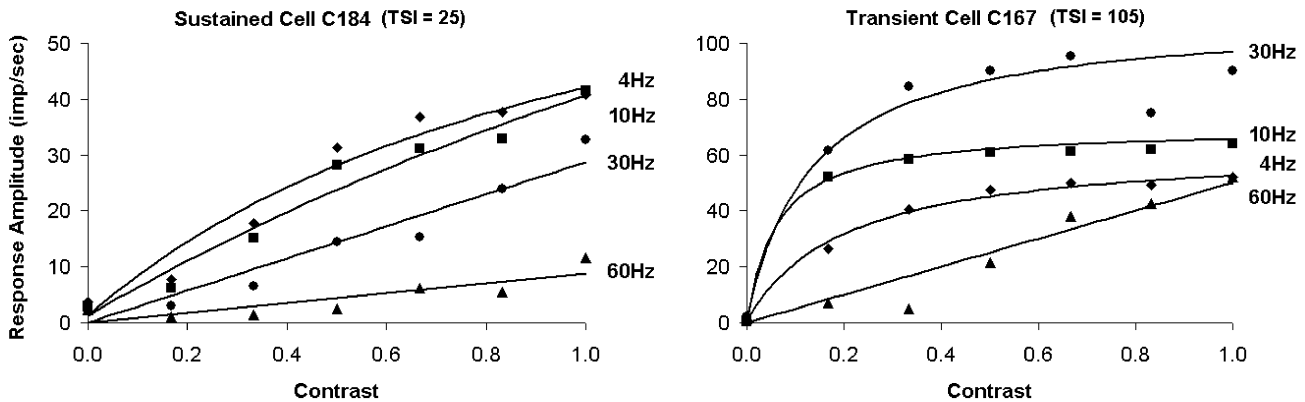 Sustained Cell C184 (TSI = 25)
Response Amplitude (imp/sec)
50
40
30
20
10
0
0.0 0.2 0.4 0.6 0.8 1.0
Contrast
4Hz
10Hz
30Hz
60Hz
Transient Cell C167 (TSI = 105)
100
80
60
40
20
0
0.0 0.2 0.4 0.6 0.8 1.0
Contrast
30Hz
10Hz
4Hz
60Hz